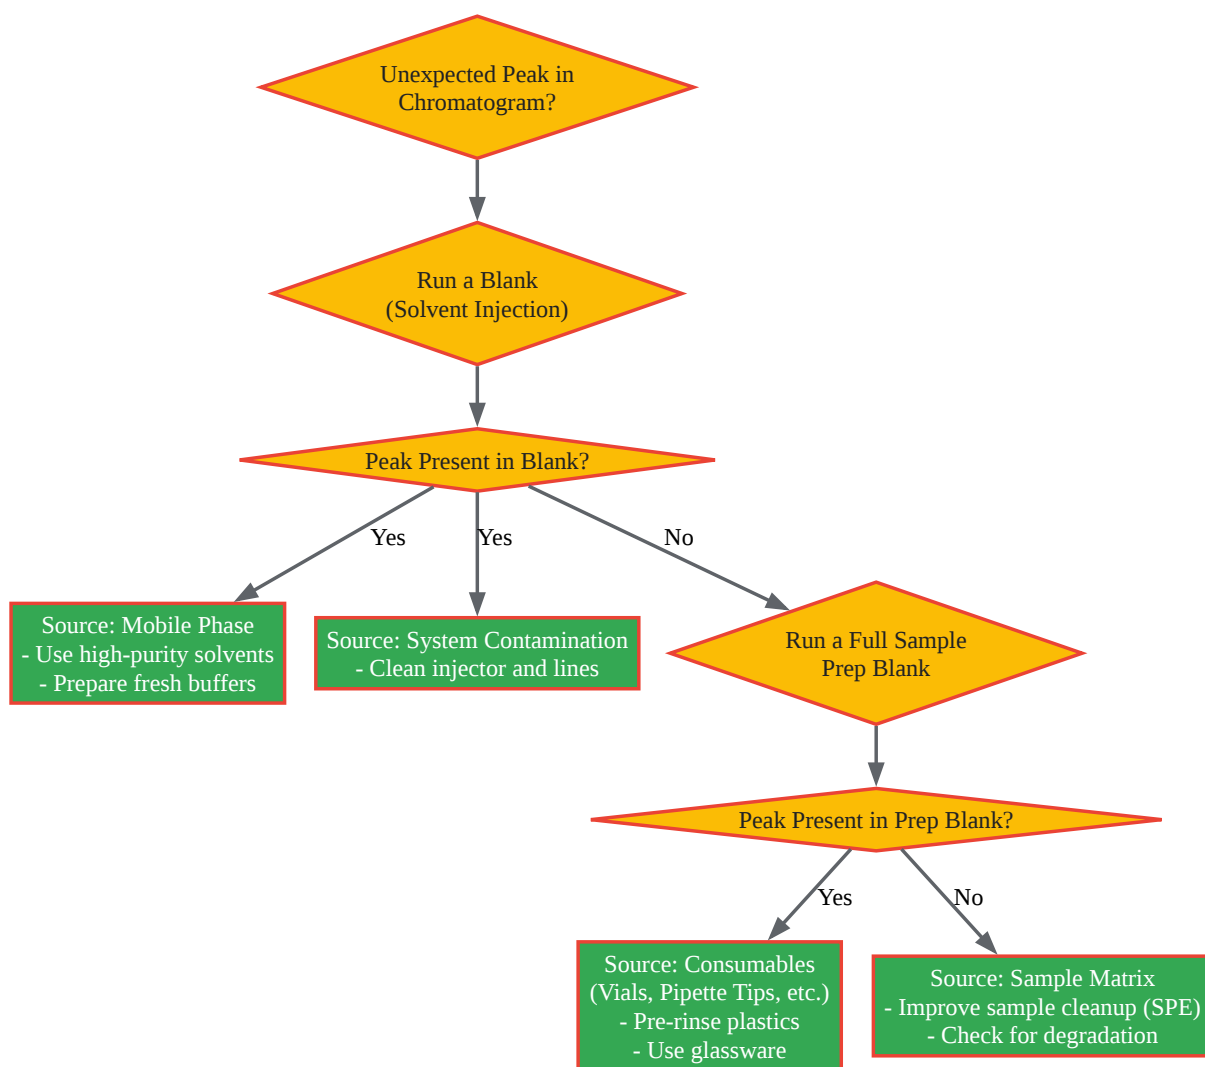 Unexpected Peak in
Chromatogram?
Run a Blank
(Solvent Injection)
Peak Present in Blank?
Yes
Yes
No
Source: Mobile Phase
- Use high-purity solvents
- Prepare fresh buffers
Source: System Contamination
- Clean injector and lines
Run a Full Sample
Prep Blank
Peak Present in Prep Blank?
Yes
No
Source: Consumables
(Vials, Pipette Tips, etc.)
- Pre-rinse plastics
- Use glassware
Source: Sample Matrix
- Improve sample cleanup (SPE)
- Check for degradation